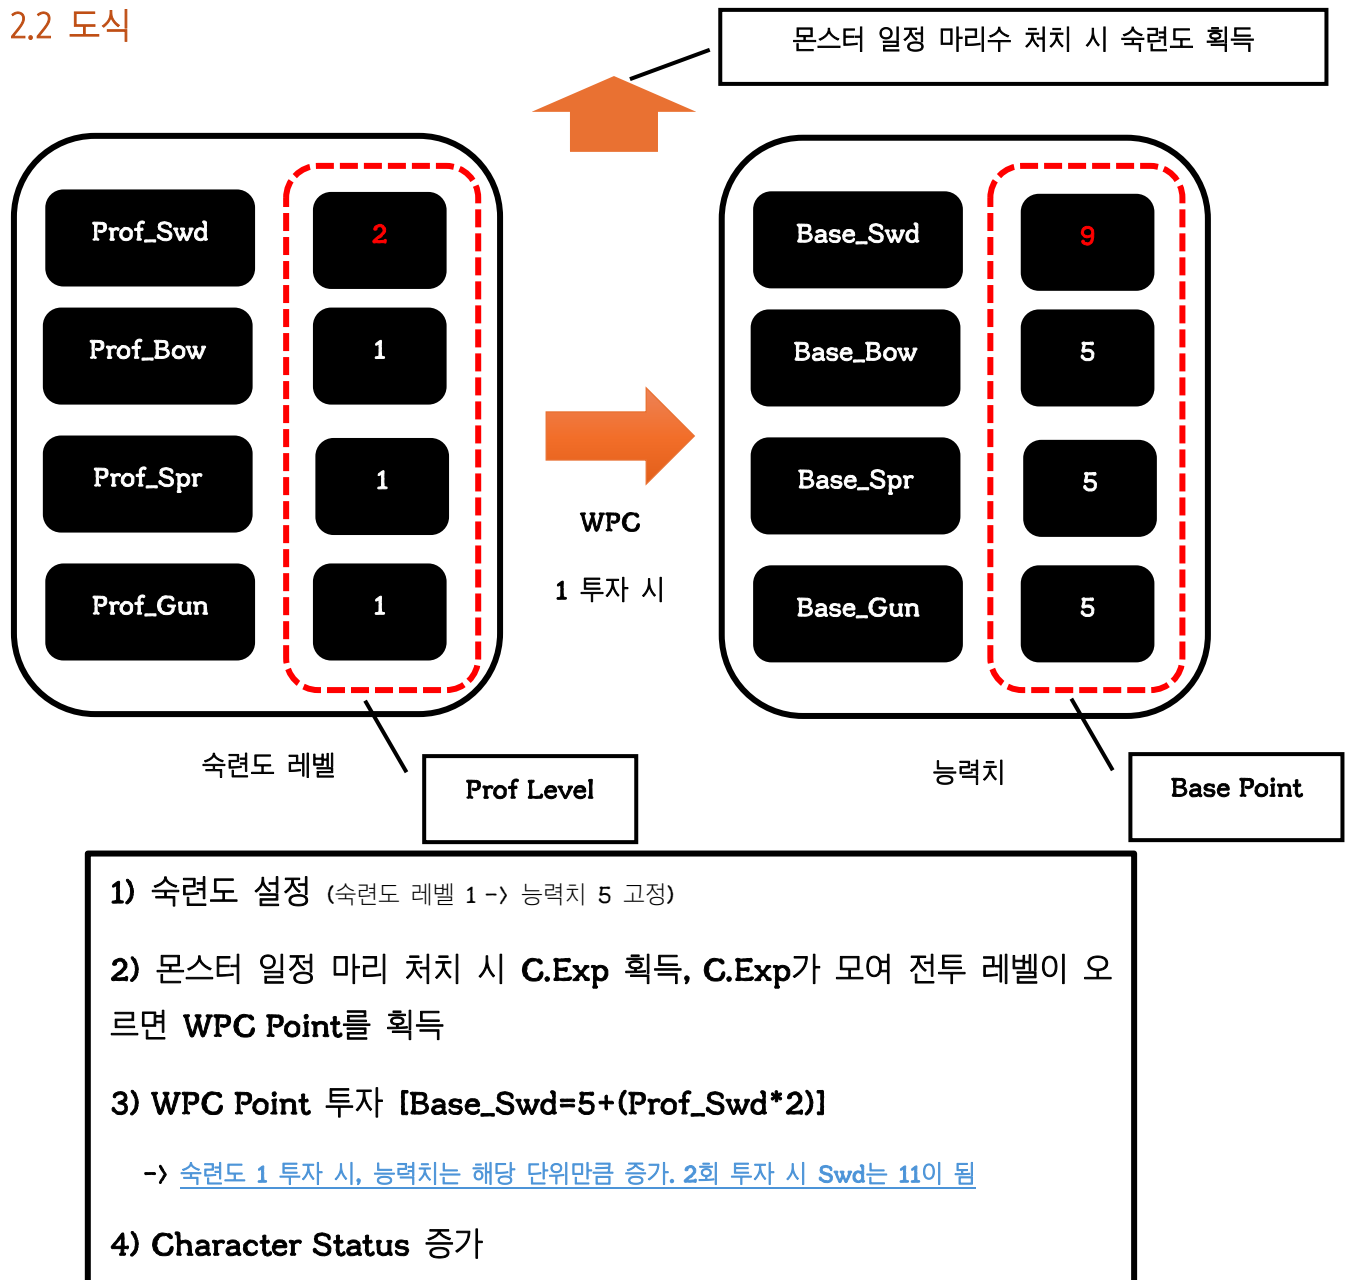 2.2 도식
몬스터 일정 마리수 처치 시 숙련도 획득
Prof_Swd 2
Prof_Bow 1
Prof_Spr 1
Prof_Gun 1
WPC
1 투자 시
Base_Swd 9
Base_Bow 5
Base_Spr 5
Base_Gun 5
숙련도 레벨
Prof Level
능력치
Base Point
1) 숙련도 설정 (숙련도 레벨 1 -> 능력치 5 고정)
2) 몬스터 일정 마리 처치 시 C.Exp 획득, C.Exp가 모여 전투 레벨이 오
르면 WPC Point를 획득
3) WPC Point 투자 [Base_Swd=5+(Prof_Swd*2)]
-> 숙련도 1 투자 시, 능력치는 해당 단위만큼 증가. 2회 투자 시 Swd는 11이 됨
4) Character Status 증가